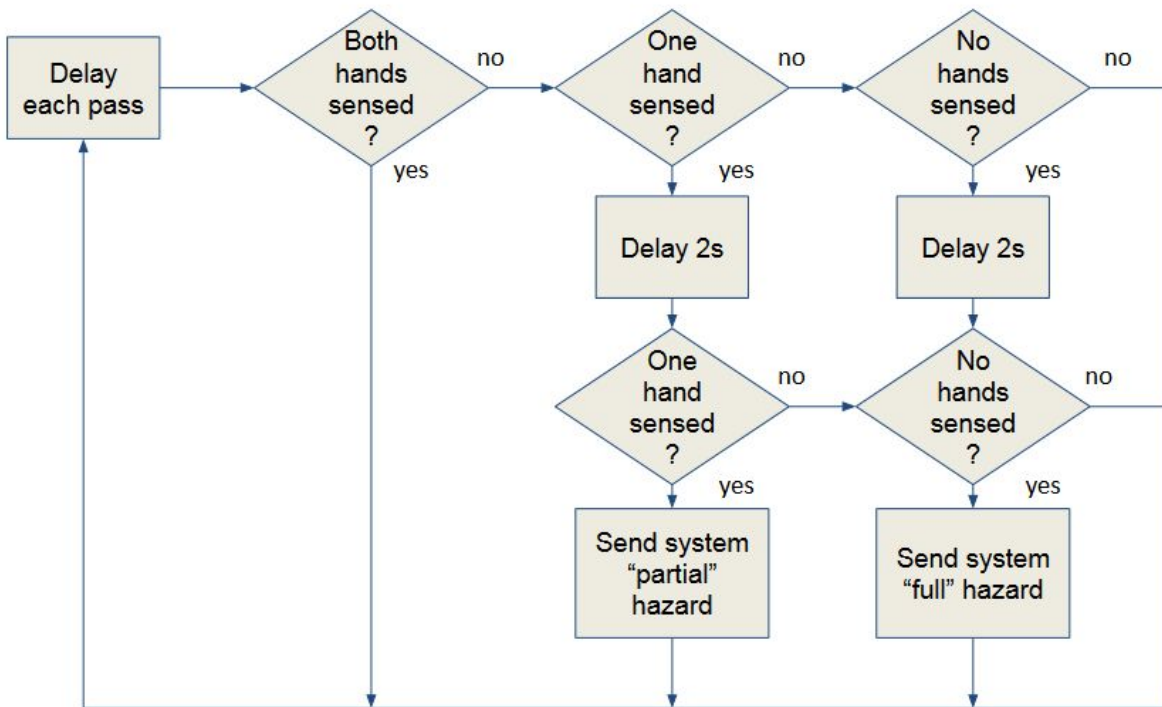 Delay
each pass
Both
hands
sensed
?
no
yes
One
hand
sensed
?
no
yes
No
hands
sensed
?
no
yes
Delay 2s
Delay 2s
One
hand
sensed
?
no
yes
No
hands
sensed
?
no
yes
Send system
“partial”
hazard
Send system
“full” hazard